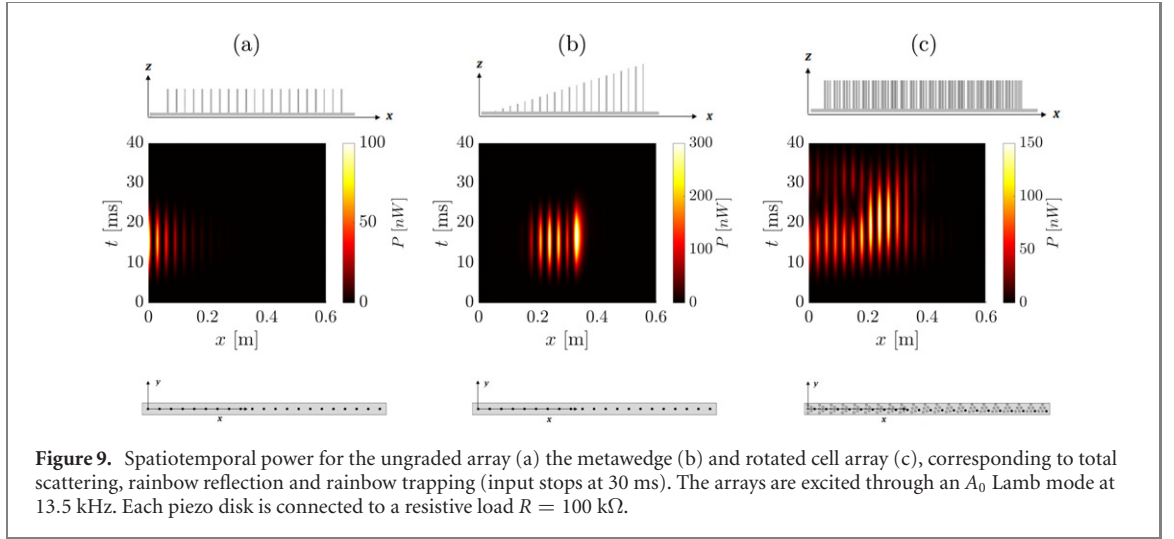 (a) (b) (c)
z z z
x x x
40 100 40 300 40 150
30 30 30
200 100
t [ms] 20 50 P [nW] t [ms] 20 P [nW] t [ms] 20 P [nW]
10 10 100 10 50
0 0 0 0 0 0
0 0.2 0.4 0.6 0 0.2 0.4 0.6 0 0.2 0.4 0.6
x [m] x [m] x [m]
y y y
x x x
Figure 9. Spatiotemporal power for the ungraded array (a) the metawedge (b) and rotated cell array (c), corresponding to total
scattering, rainbow reflection and rainbow trapping (input stops at 30 ms). The arrays are excited through an A₀ Lamb mode at
13.5 kHz. Each piezo disk is connected to a resistive load R = 100 kΩ.